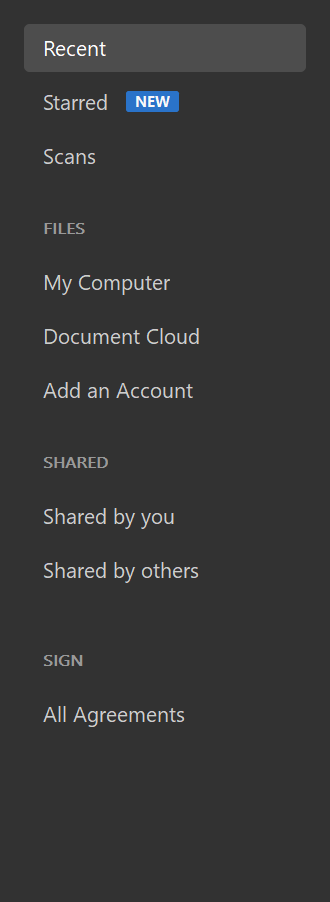 Recent
Starred NEW
Scans
FILES
My Computer
Document Cloud
Add an Account
SHARED
Shared by you
Shared by others
SIGN
All Agreements